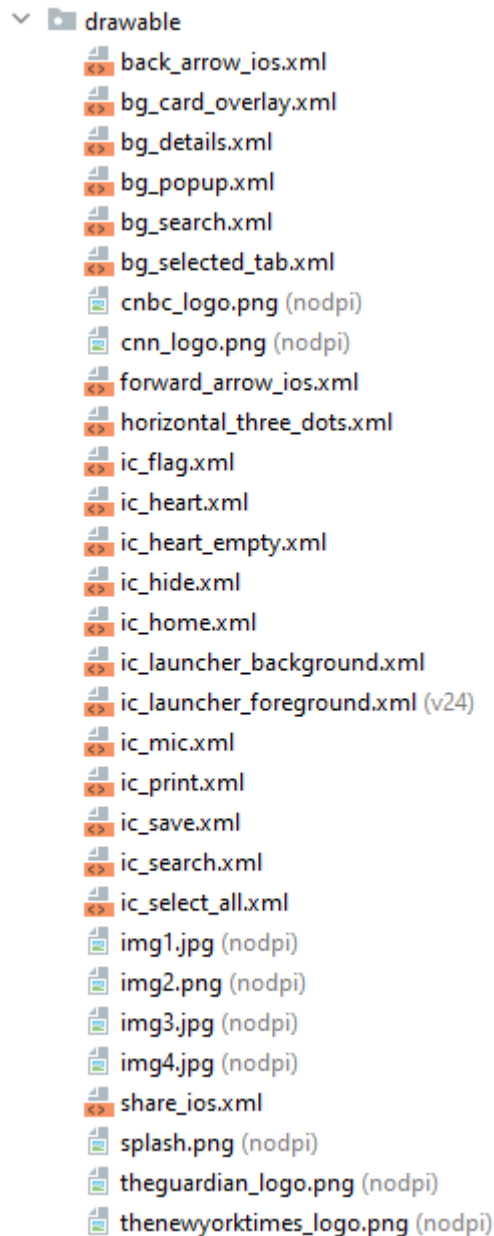 drawable
back_arrow_ios.xml
bg_card_overlay.xml
bg_details.xml
bg_popup.xml
bg_search.xml
bg_selected_tab.xml
cnbc_logo.png (nodpi)
cnn_logo.png (nodpi)
forward_arrow_ios.xml
horizontal_three_dots.xml
ic_flag.xml
ic_heart.xml
ic_heart_empty.xml
ic_hide.xml
ic_home.xml
ic_launcher_background.xml
ic_launcher_foreground.xml (v24)
ic_mic.xml
ic_print.xml
ic_save.xml
ic_search.xml
ic_select_all.xml
img1.jpg (nodpi)
img2.png (nodpi)
img3.jpg (nodpi)
img4.jpg (nodpi)
share_ios.xml
splash.png (nodpi)
theguardian_logo.png (nodpi)
thenewyorktimes_logo.png (nodpi)